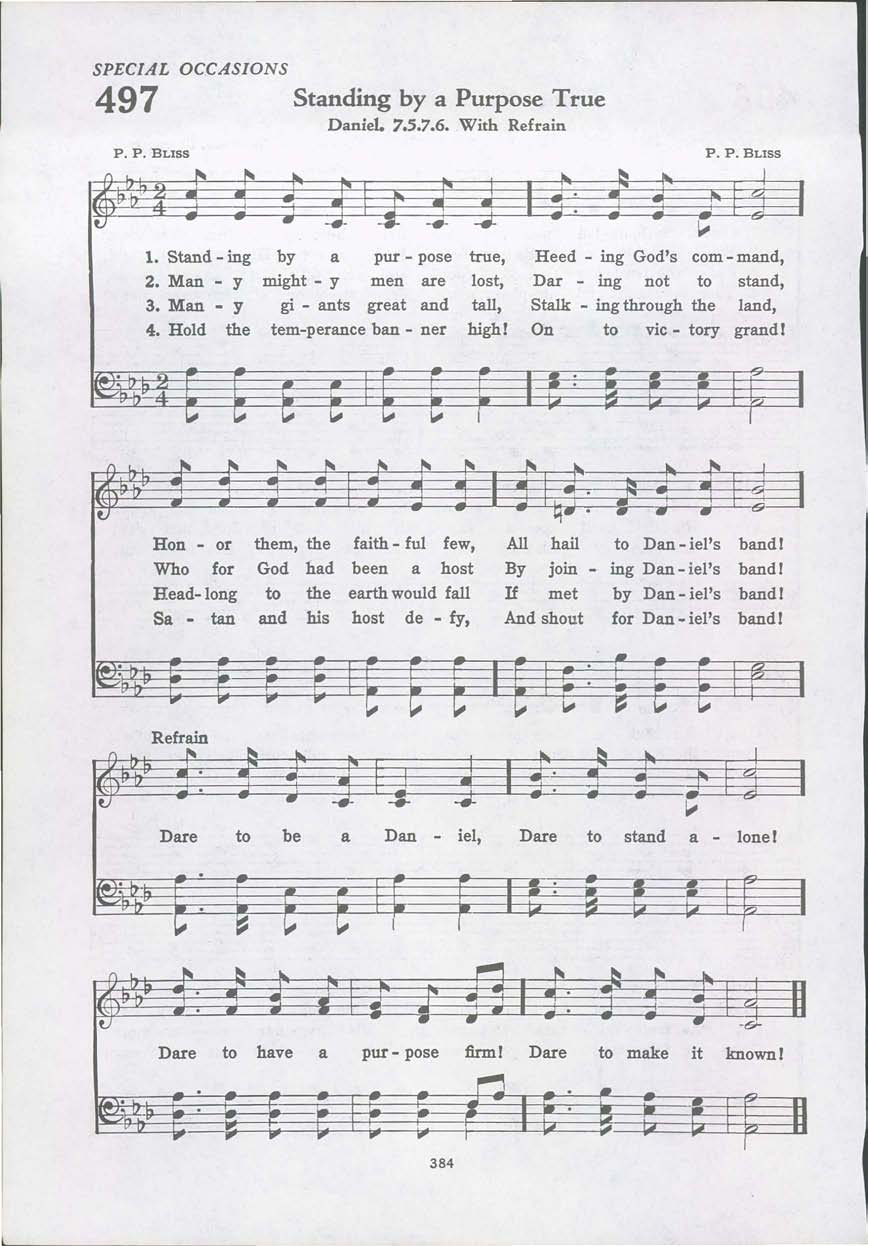 SPECIAL OCCASIONS
497 Standing by a Purpose True
Daniel. 7.5.7.6. With Refrain
P. P. BLISS P. P. BLISS
2
4
1. Stand - ing by a pur - pose true, Heed - ing God's com - mand,
2. Man - y might - y men are lost, Dar - ing not to stand,
3. Man - y gi - ants great and tall, Stalk - ing through the land,
4. Hold the tem-perance ban - ner high! On to vic - tory grand!
2
4
Hon - or them, the faith - ful few, All hail to Dan - iel's band!
Who for God had been a host By join - ing Dan - iel's band!
Head- long to the earth would fall If met by Dan - iel's band!
Sa - tan and his host de - fy, And shout for Dan - iel's band!
Refrain
Dare to be a Dan - iel, Dare to stand a - lone!
Dare to have a pur - pose firm! Dare to make it known!
384